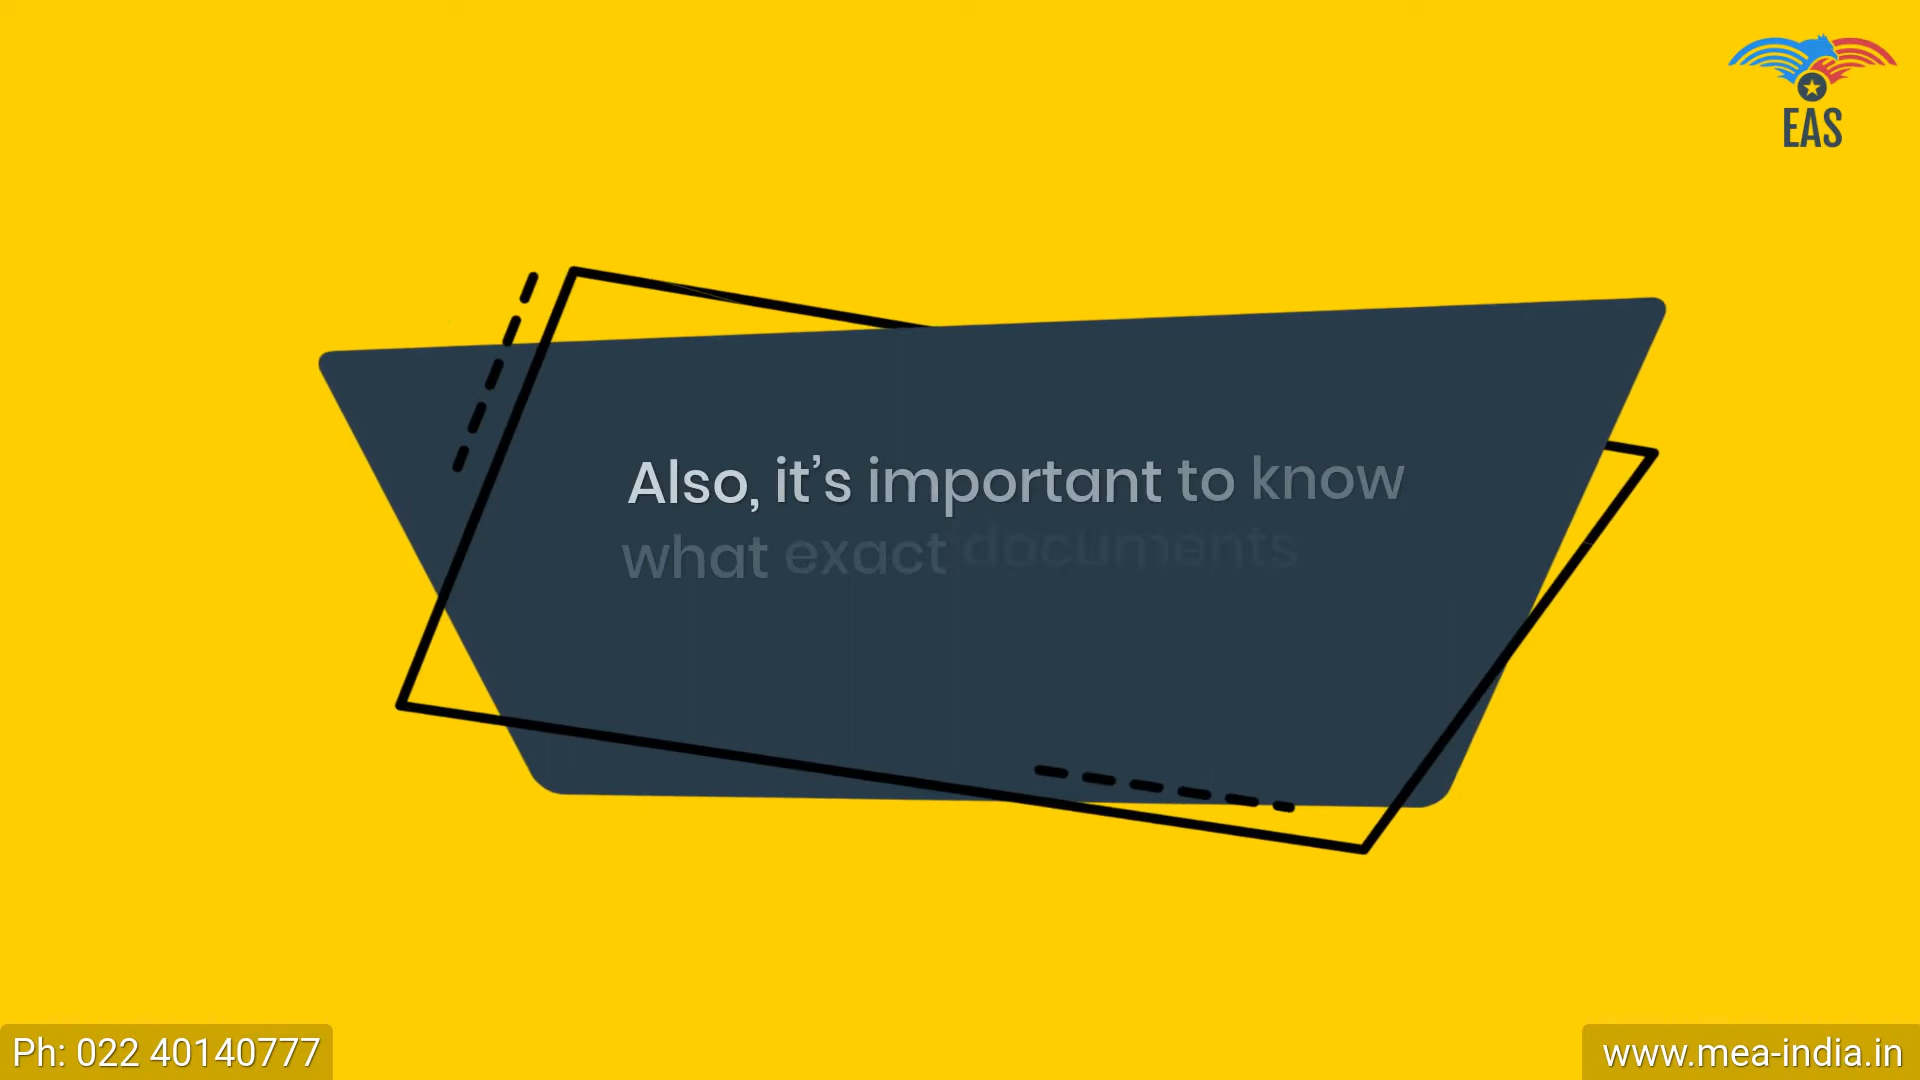 EAS
Also, it’s important to know
what exact documents
Ph: 022 40140777
www.mea-india.in